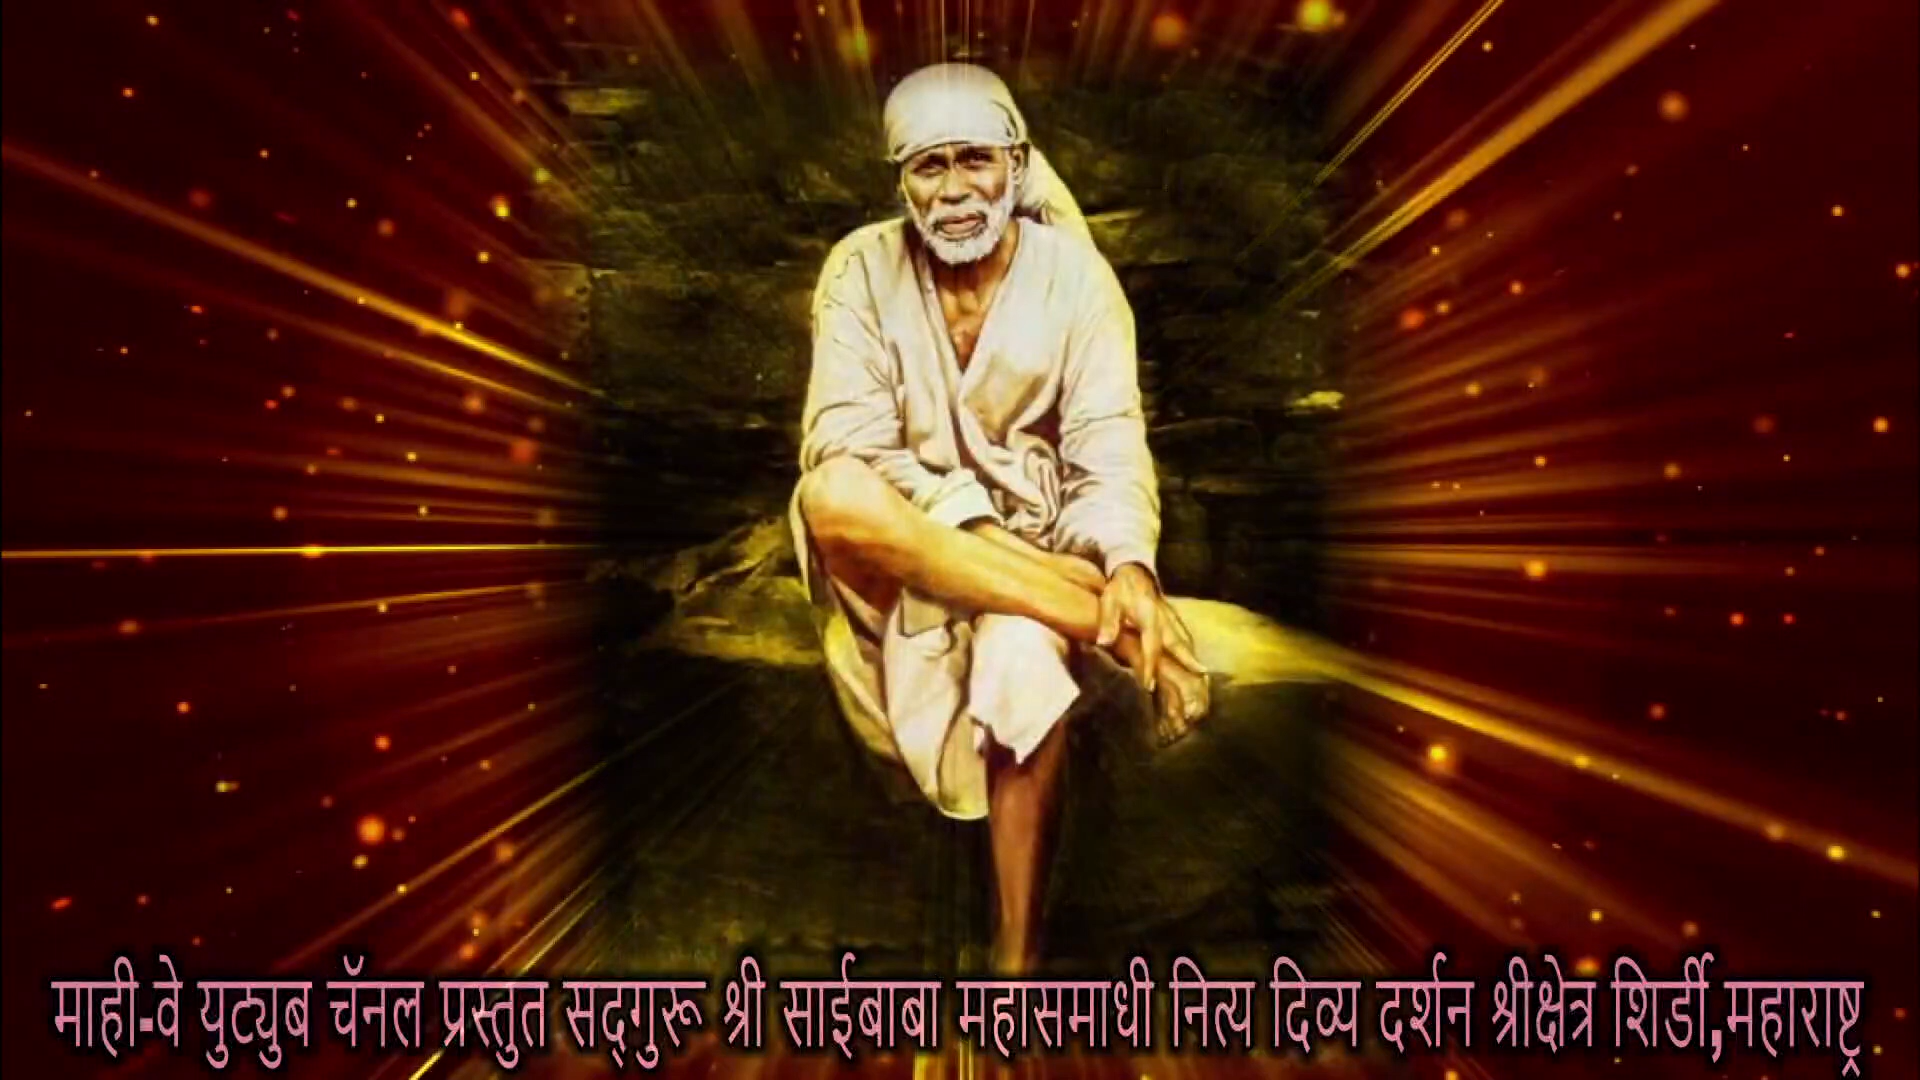 माही-वे युट्युब चॅनल प्रस्तुत सद्‌गुरू श्री साईबाबा महासमाधी नित्य दिव्य दर्शन श्रीक्षेत्र शिर्डी,महाराष्ट्र